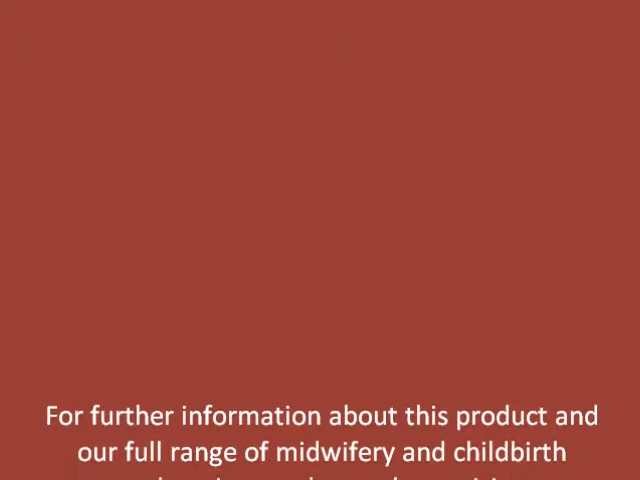 For further information about this product and
our full range of midwifery and childbirth